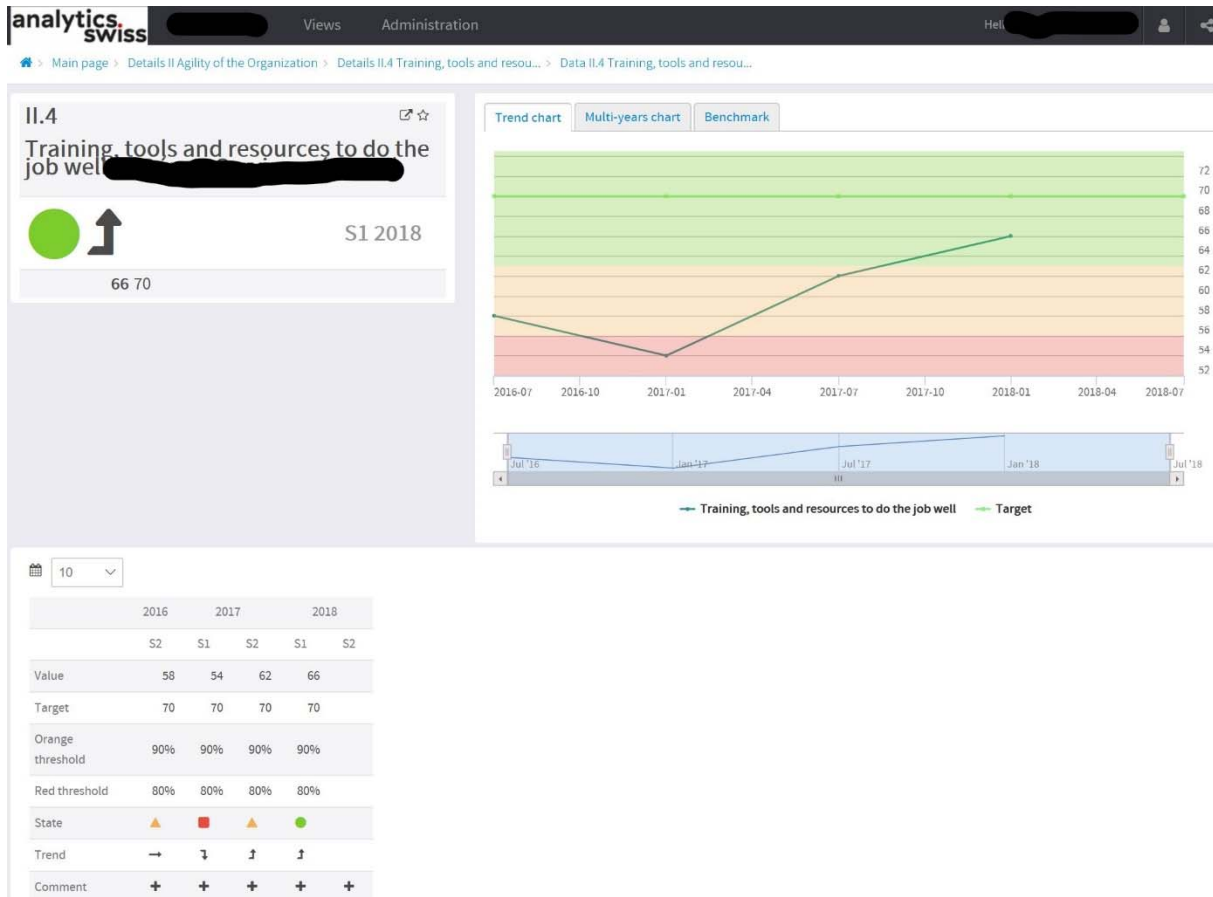 analytics.
swiss
Views Administration
> Main page > Details II Agility of the Organization > Details II.4 Training, tools and resou... > Data II.4 Training, tools and resou...
II.4
Training, tools and resources to do the
job well
S1 2018
66 70
Trend chart Multi-years chart Benchmark
72
70
68
66
64
62
60
58
56
54
52
2016-07 2016-10 2017-01 2017-04 2017-07 2017-10 2018-01 2018-04 2018-07
Jul '16 Jan '17 Jul '17 Jan '18 Jul '18
Training, tools and resources to do the job well Target
10
2016 2017 2018
S2 S1 S2 S1 S2
Value 58 54 62 66
Target 70 70 70 70
Orange
threshold 90% 90% 90% 90%
Red threshold 80% 80% 80% 80%
State
Trend
Comment + + + + +